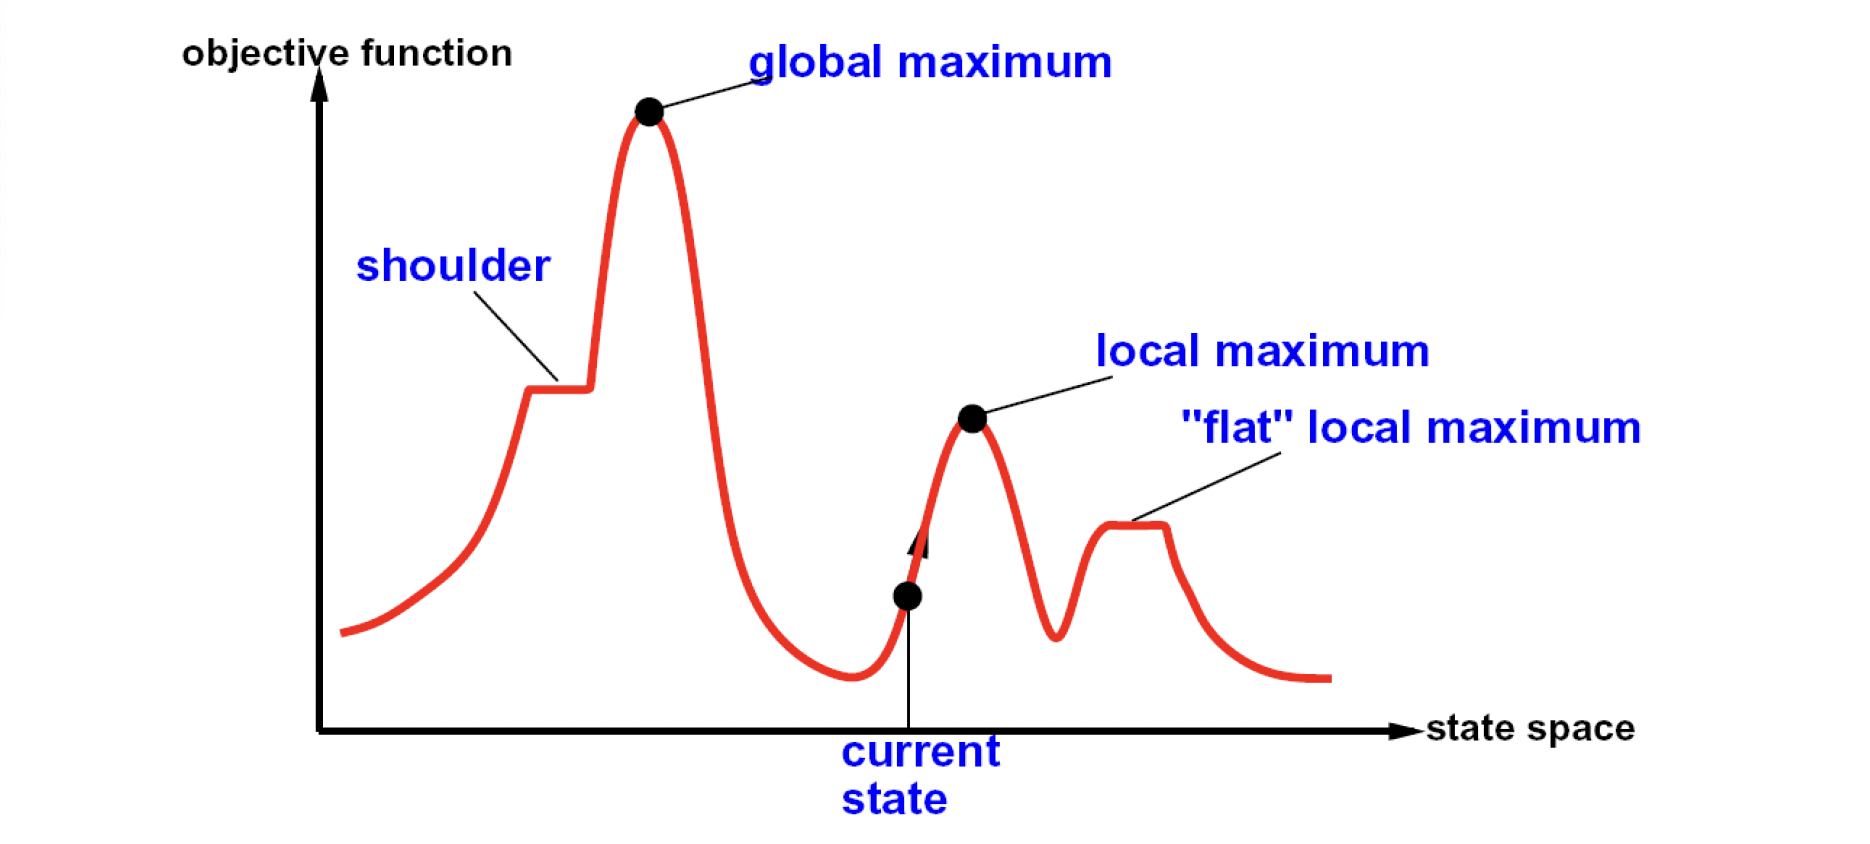 objective function
global maximum
shoulder
local maximum
"flat" local maximum
state space
current
state